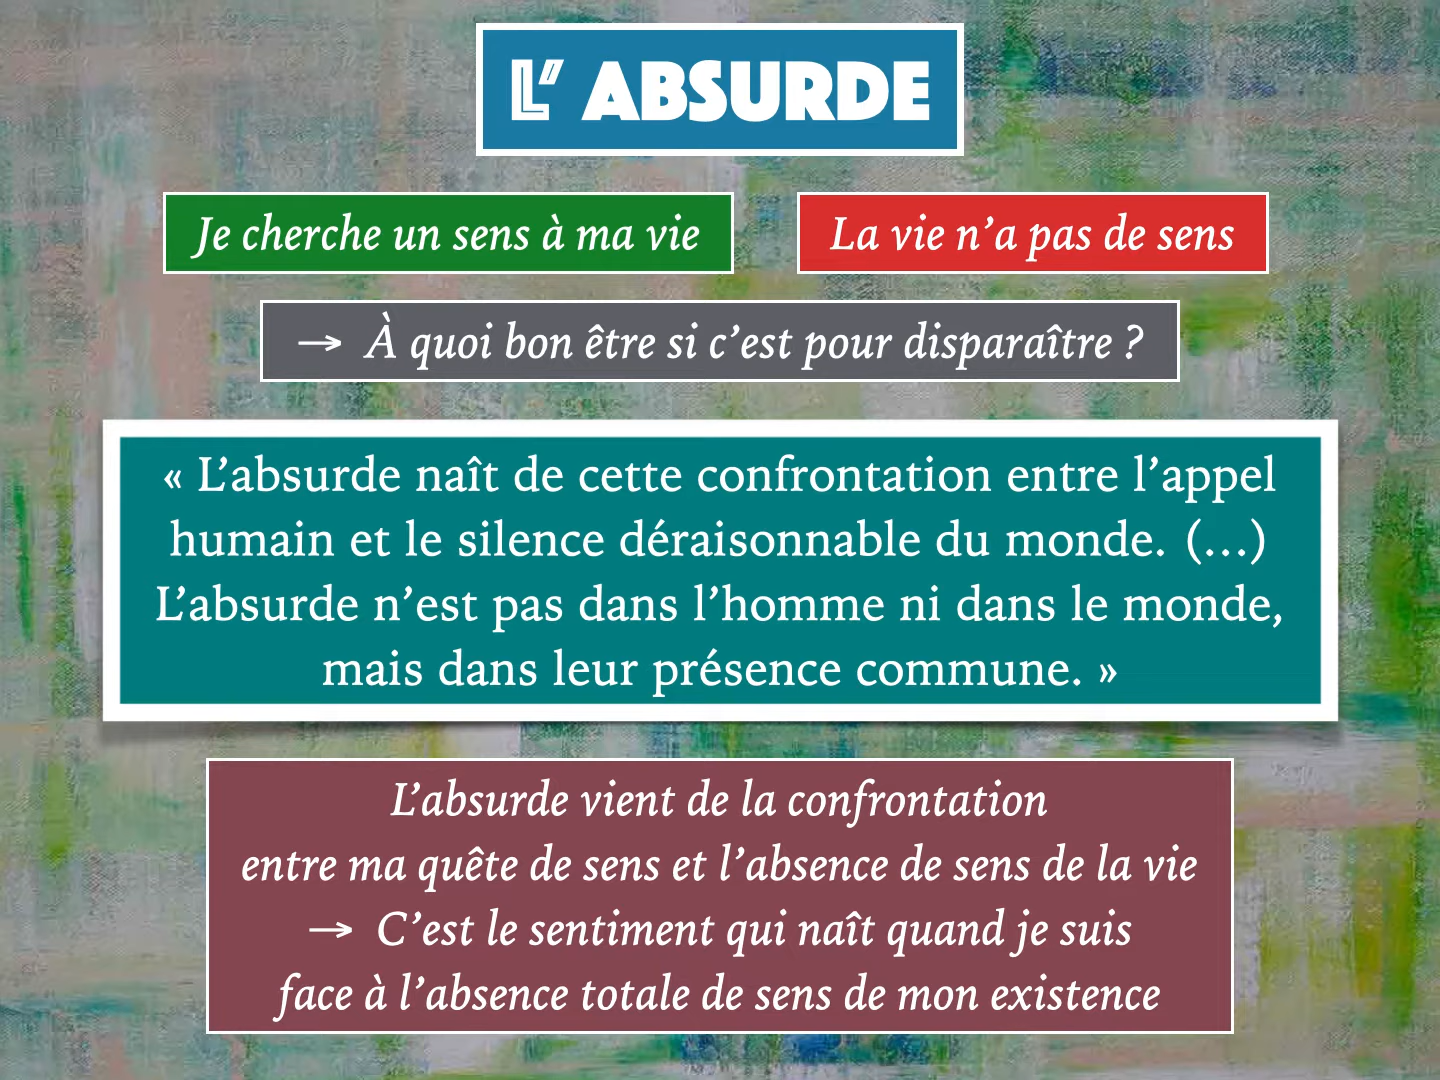 L’ ABSURDE
Je cherche un sens à ma vie
La vie n’a pas de sens
→ À quoi bon être si c’est pour disparaître ?
« L’absurde naît de cette confrontation entre l’appel
humain et le silence déraisonnable du monde. (…)
L’absurde n’est pas dans l’homme ni dans le monde,
mais dans leur présence commune. »
L’absurde vient de la confrontation
entre ma quête de sens et l’absence de sens de la vie
→ C’est le sentiment qui naît quand je suis
face à l’absence totale de sens de mon existence